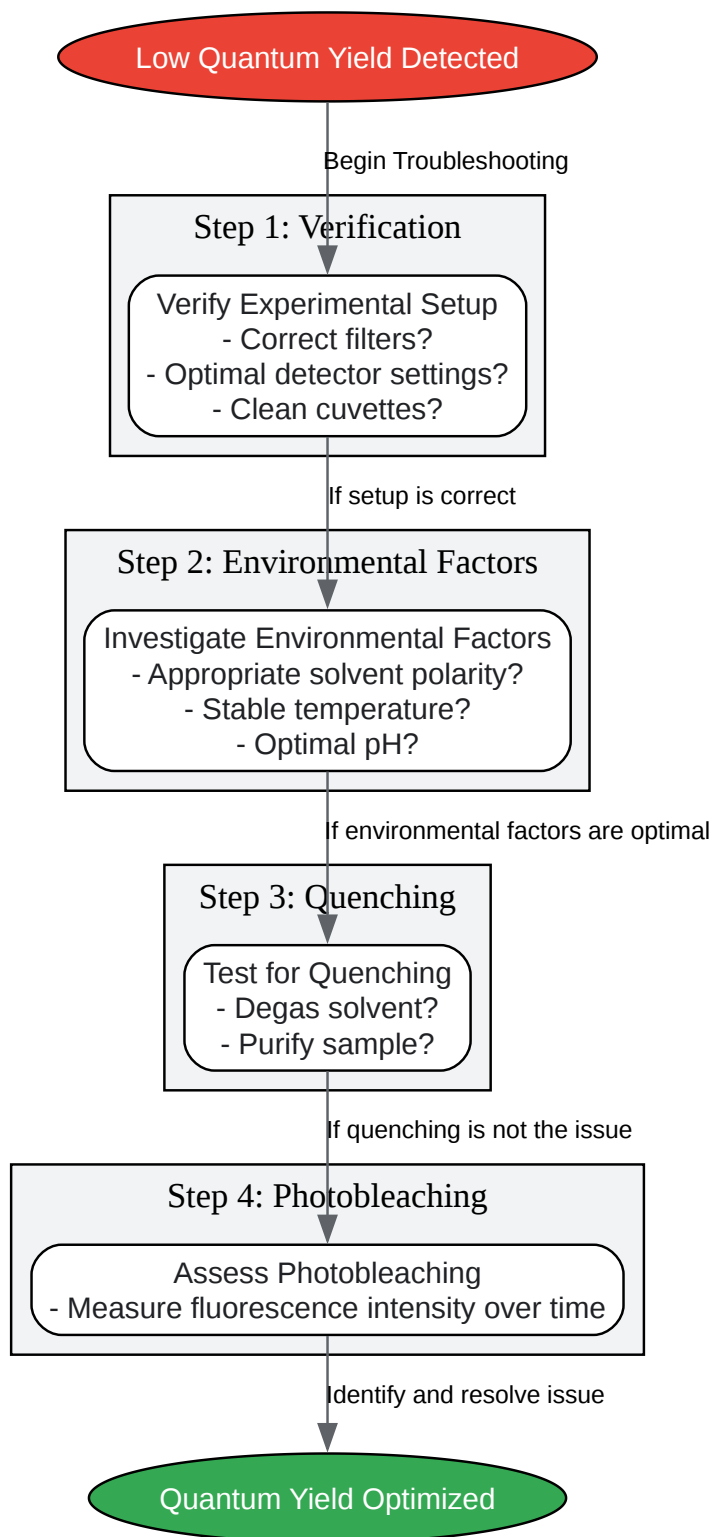 Low Quantum Yield Detected
Begin Troubleshooting
Step 1: Verification
Verify Experimental Setup
- Correct filters?
- Optimal detector settings?
- Clean cuvettes?
If setup is correct
Step 2: Environmental Factors
Investigate Environmental Factors
- Appropriate solvent polarity?
- Stable temperature?
- Optimal pH?
If environmental factors are optimal
Step 3: Quenching
Test for Quenching
- Degas solvent?
- Purify sample?
If quenching is not the issue
Step 4: Photobleaching
Assess Photobleaching
- Measure fluorescence intensity over time
Identify and resolve issue
Quantum Yield Optimized